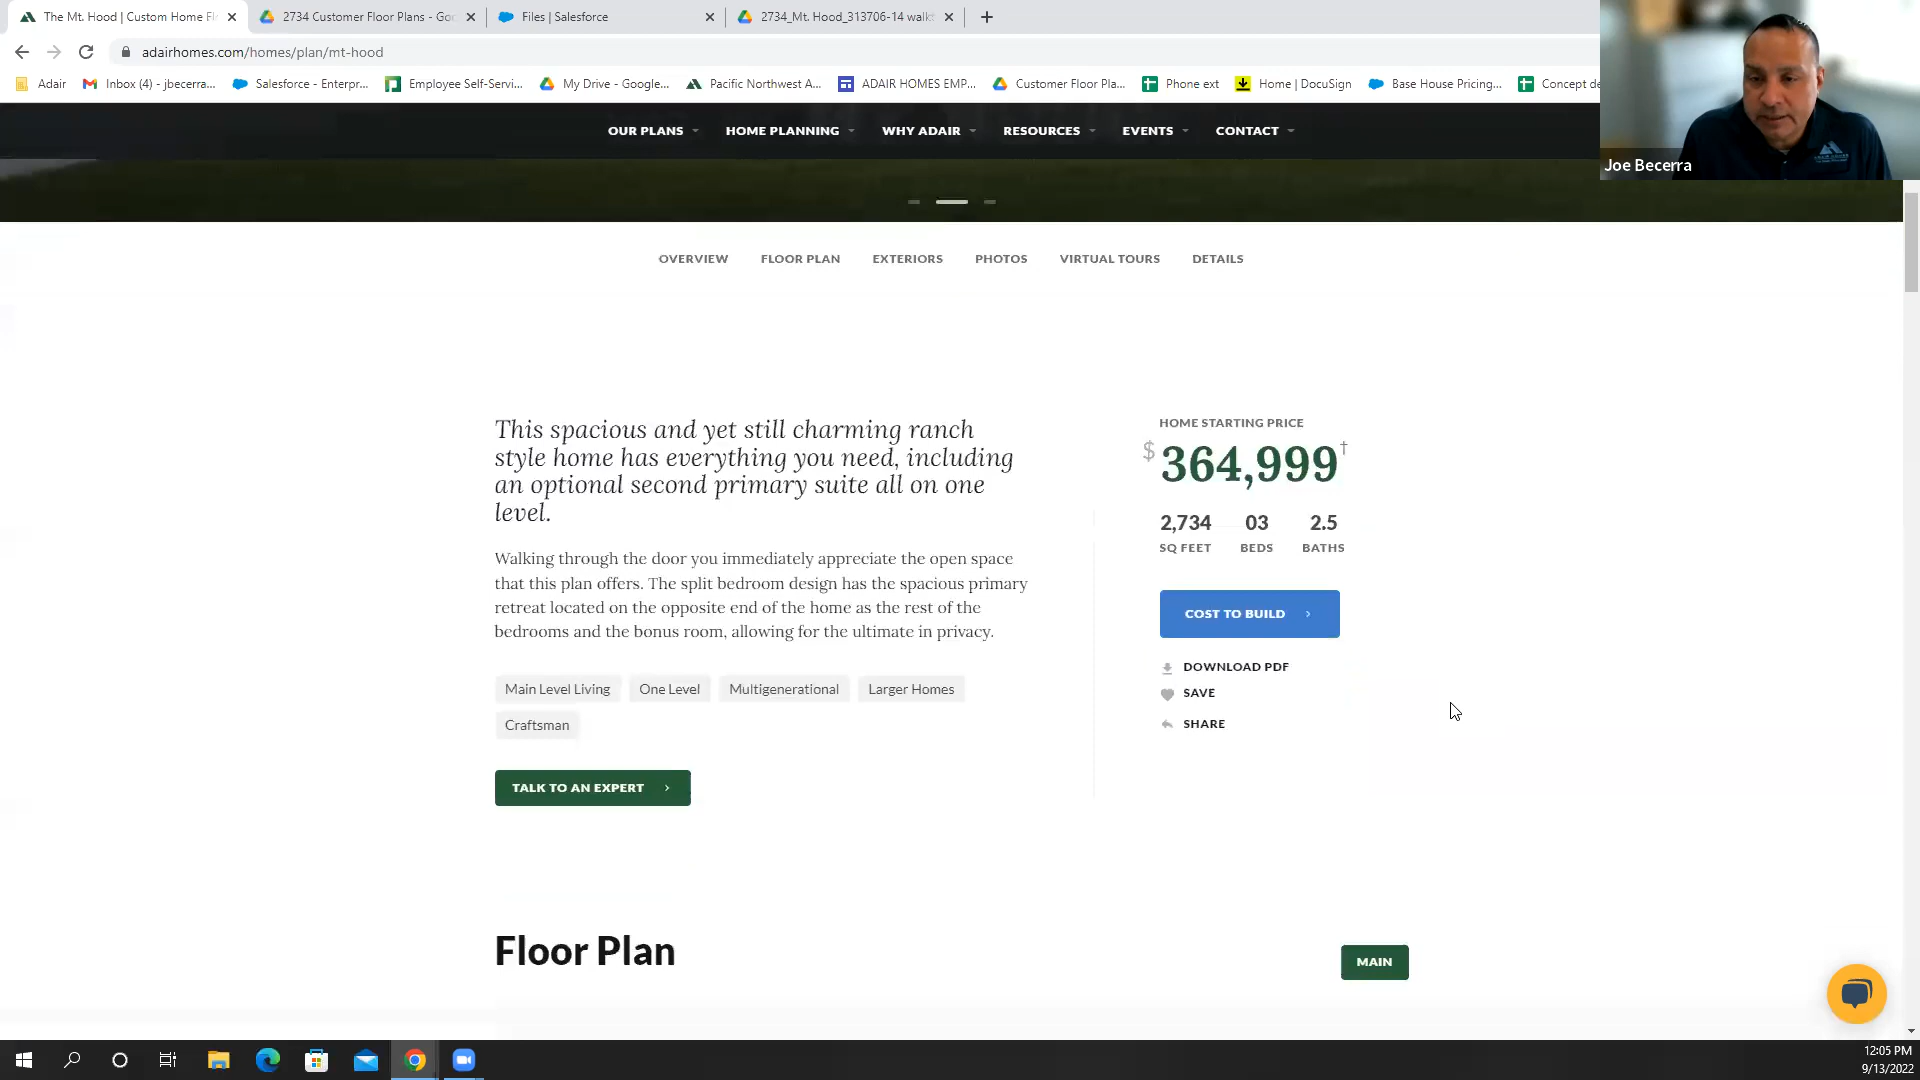 The Mt. Hood | Custom Home Fl
2734 Customer Floor Plans - Goo
Files | Salesforce
2734_Mt. Hood_313706-14 walkt
adairhomes.com/homes/plan/mt-hood
Adair
Inbox (4) - jbecerra...
Salesforce - Enterpr...
Employee Self-Servi...
My Drive - Google...
Pacific Northwest A...
ADAIR HOMES EMP...
Customer Floor Pla...
Phone ext
Home | DocuSign
Base House Pricing...
Concept de
OUR PLANS
HOME PLANNING
WHY ADAIR
RESOURCES
EVENTS
CONTACT
Joe Becerra
OVERVIEW
FLOOR PLAN
EXTERIORS
PHOTOS
VIRTUAL TOURS
DETAILS
This spacious and yet still charming ranch
style home has everything you need, including
an optional second primary suite all on one
level.
Walking through the door you immediately appreciate the open space
that this plan offers. The split bedroom design has the spacious primary
retreat located on the opposite end of the home as the rest of the
bedrooms and the bonus room, allowing for the ultimate in privacy.
Main Level Living
One Level
Multigenerational
Larger Homes
Craftsman
TALK TO AN EXPERT
HOME STARTING PRICE
$364,999†
2,734 03 2.5
SQ FEET BEDS BATHS
COST TO BUILD
DOWNLOAD PDF
SAVE
SHARE
Floor Plan
MAIN
12:05 PM
9/13/2022